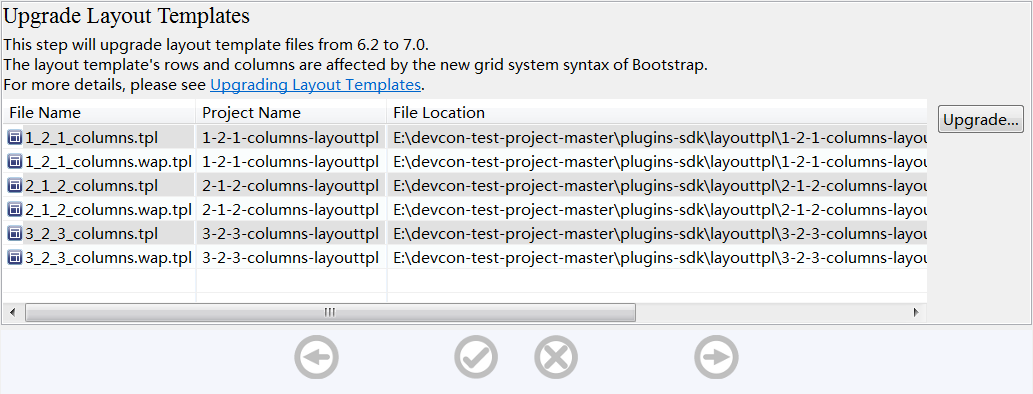 Upgrade Layout Templates
This step will upgrade layout template files from 6.2 to 7.0.
The layout template's rows and columns are affected by the new grid system syntax of Bootstrap.
For more details, please see Upgrading Layout Templates.
File Name Project Name File Location
Upgrade...
1_2_1_columns.tpl 1-2-1-columns-layouttpl E:\devcon-test-project-master\plugins-sdk\layouttpl\1-2-1-columns-layou
1_2_1_columns.wap.tpl 1-2-1-columns-layouttpl E:\devcon-test-project-master\plugins-sdk\layouttpl\1-2-1-columns-layou
2_1_2_columns.tpl 2-1-2-columns-layouttpl E:\devcon-test-project-master\plugins-sdk\layouttpl\2-1-2-columns-layou
2_1_2_columns.wap.tpl 2-1-2-columns-layouttpl E:\devcon-test-project-master\plugins-sdk\layouttpl\2-1-2-columns-layou
3_2_3_columns.tpl 3-2-3-columns-layouttpl E:\devcon-test-project-master\plugins-sdk\layouttpl\3-2-3-columns-layou
3_2_3_columns.wap.tpl 3-2-3-columns-layouttpl E:\devcon-test-project-master\plugins-sdk\layouttpl\3-2-3-columns-layou